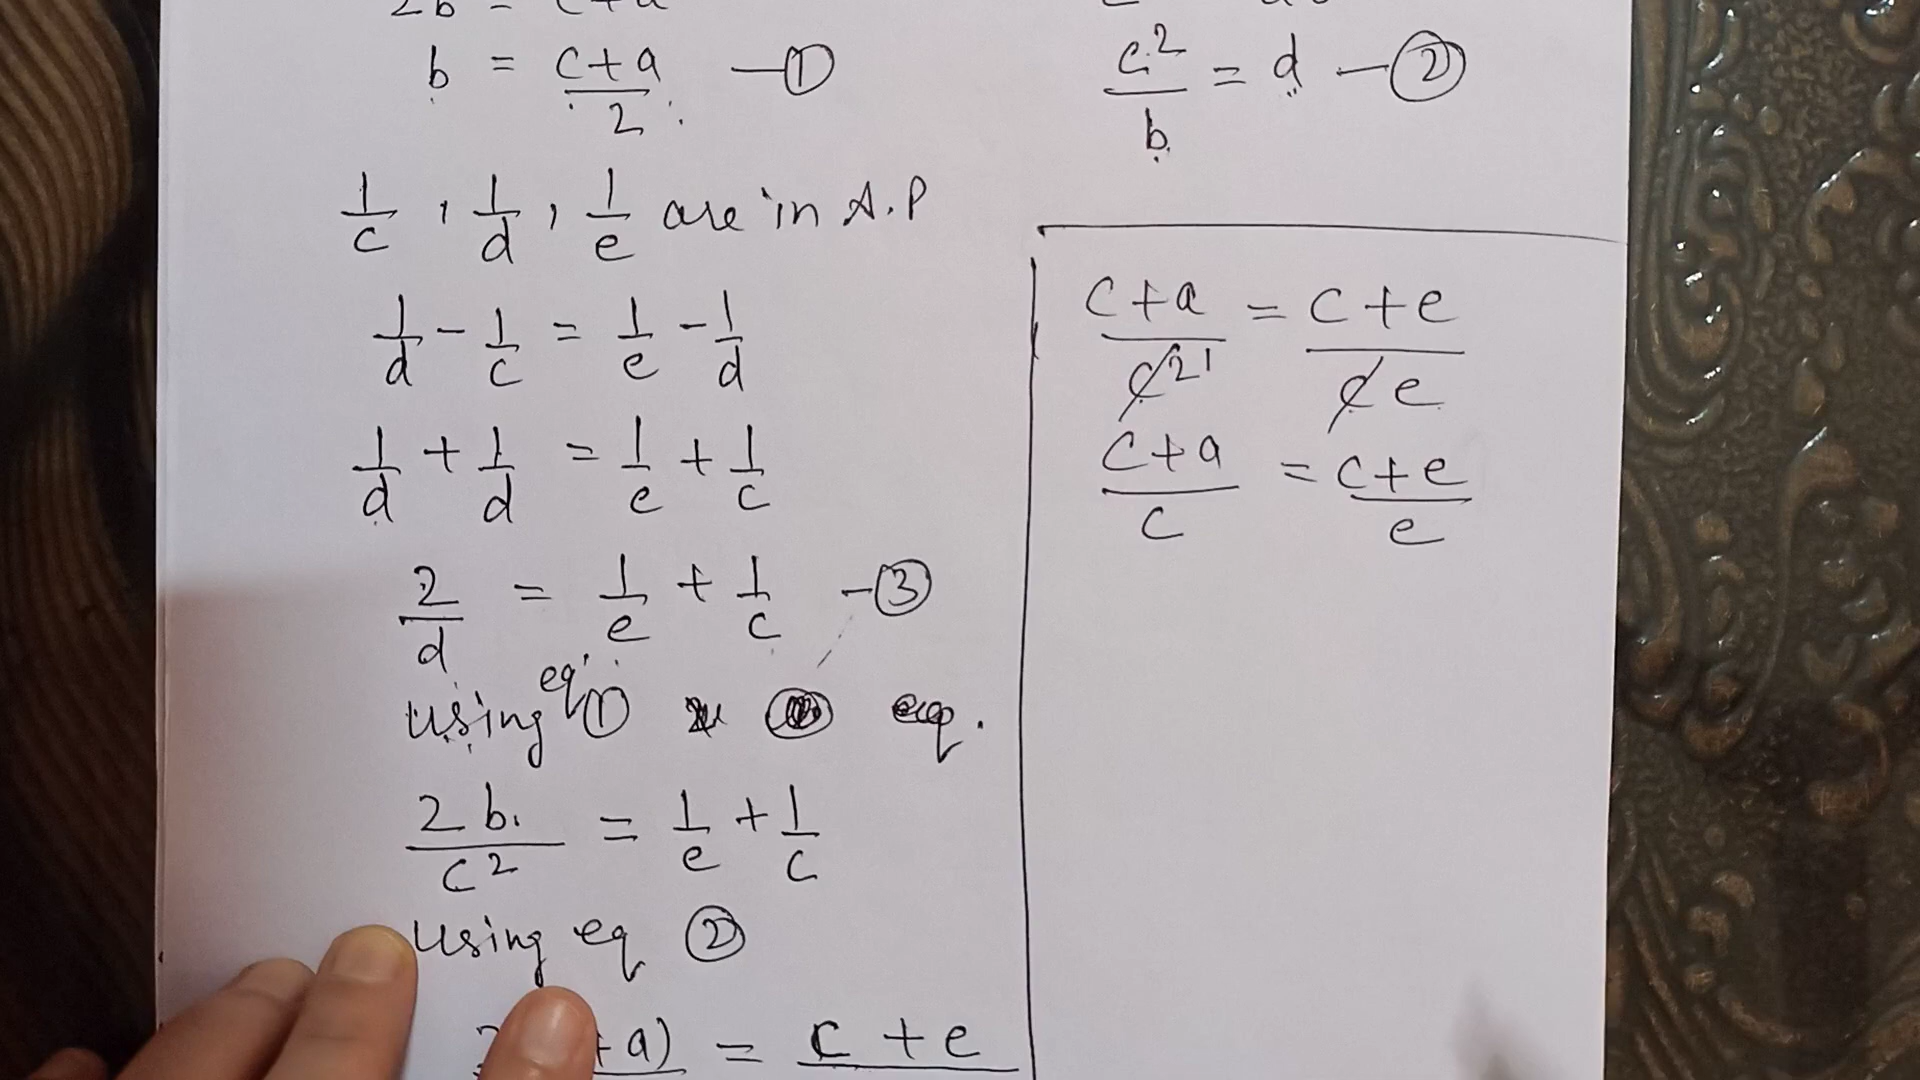 2b = c+a
b = c+a/2 —①
1/c , 1/d , 1/e are in A.P
1/d - 1/c = 1/e - 1/d
1/d + 1/d = 1/e + 1/c
2/d = 1/e + 1/c -③
using eq ① eq.
2b/c² = 1/e + 1/c
using eq ②
+a) = c + e
c²/b = d —②
c+a/c²1 = c+e/ce
c+a/c = c+e/e